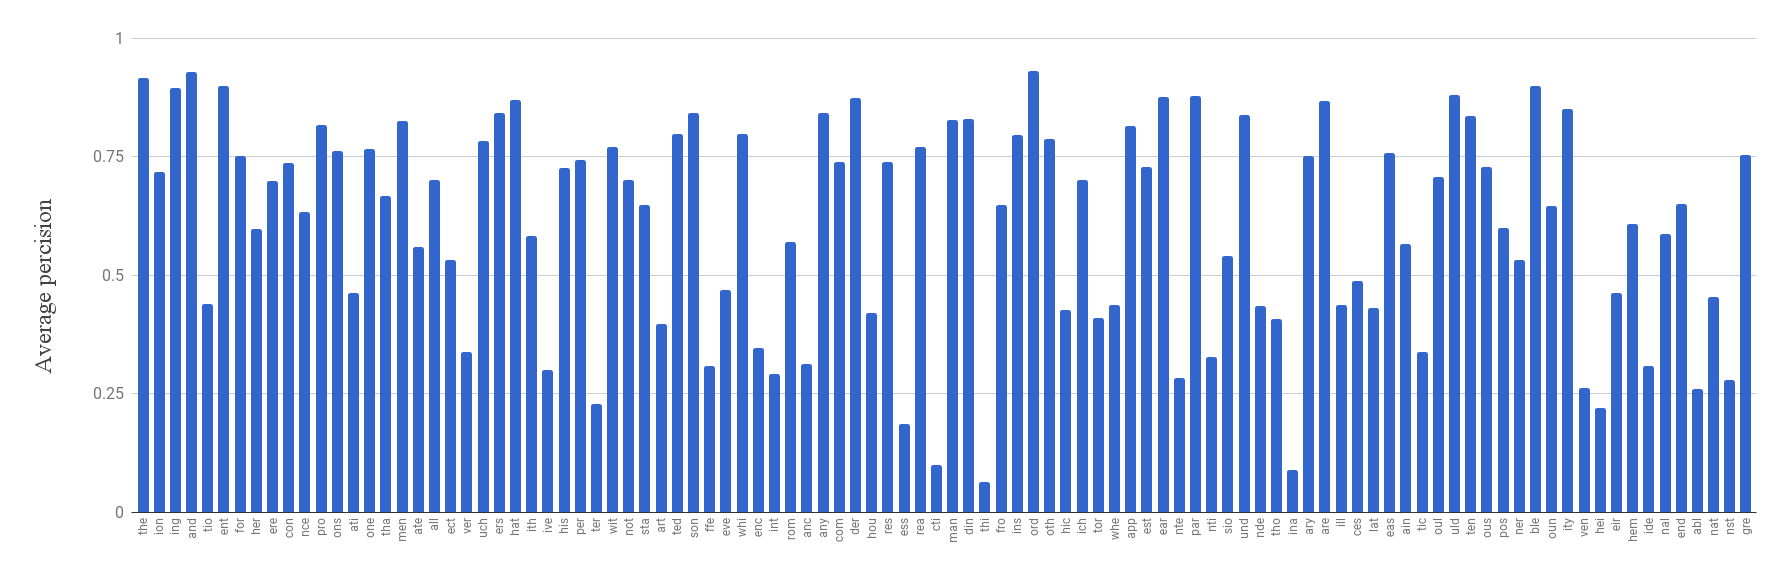 1
0.75
0.5
0.25
0
Average percision
the ion ing and tio ent for her ere con nce pro ons ati one tha men ate all ect ver uch ers hat ith ive his per ter wit not sta art ted son ffe eve whi enc int rom anc any com der hou res ess rea cti man din thi fro ins ord oth hic ich tor whe app est ear nte par nti sio und nde tho ina ary are ill ces lat eas ain tic oul uld ten ous pos ner ble oun ity ven hei eir hem ide nal end abl nat nst gre